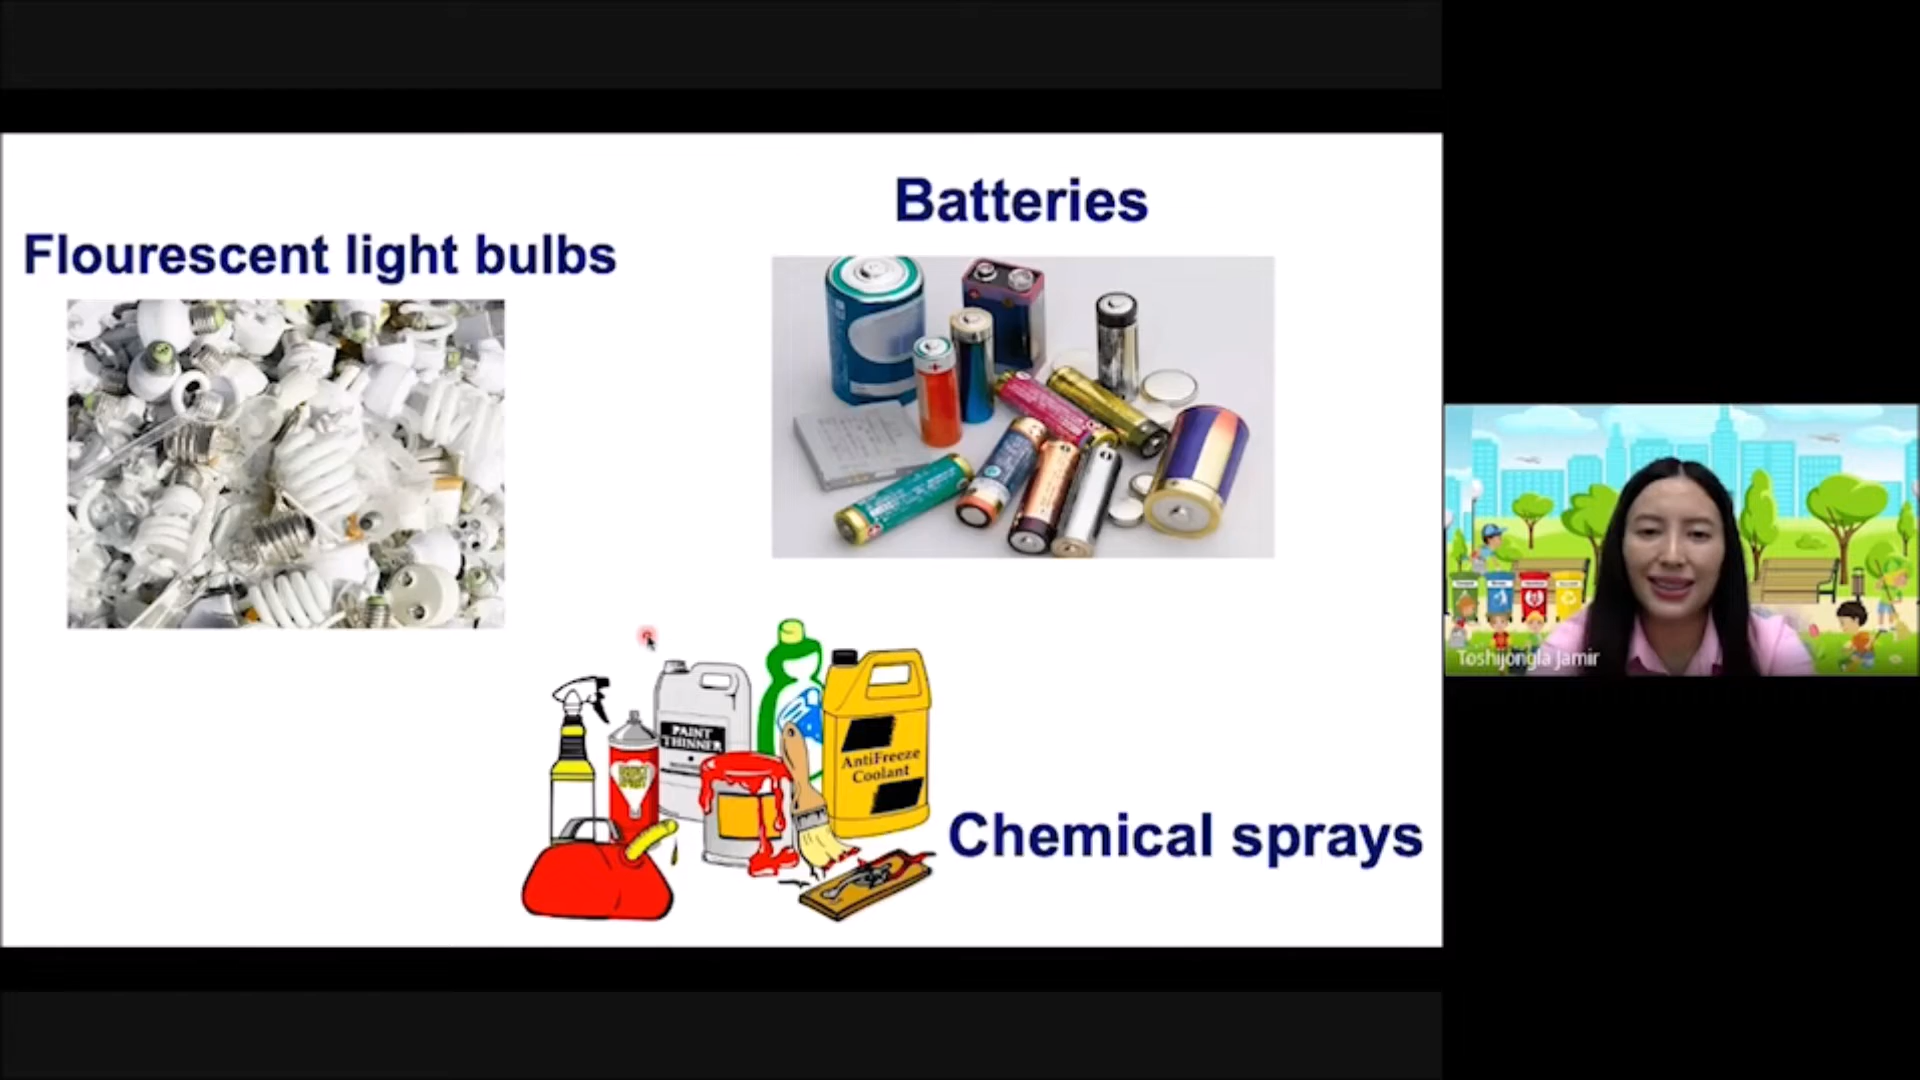 Batteries
Flourescent light bulbs
PAINT
THINNER
AntiFreeze
Coolant
Chemical sprays
Toshijongla Jamir